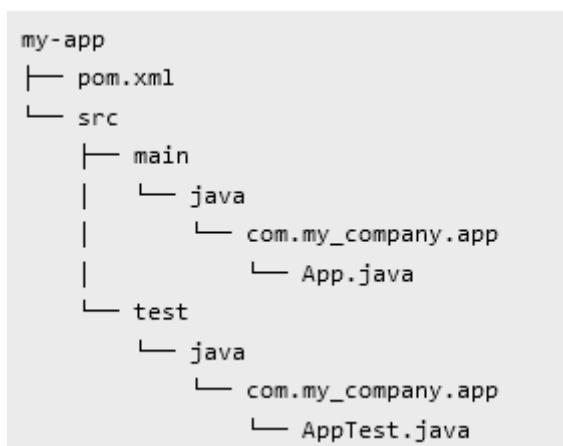 my-app
├── pom.xml
└── src
    ├── main
    │   └── java
    │       └── com.my_company.app
    │           └── App.java
    └── test
        └── java
            └── com.my_company.app
                └── AppTest.java